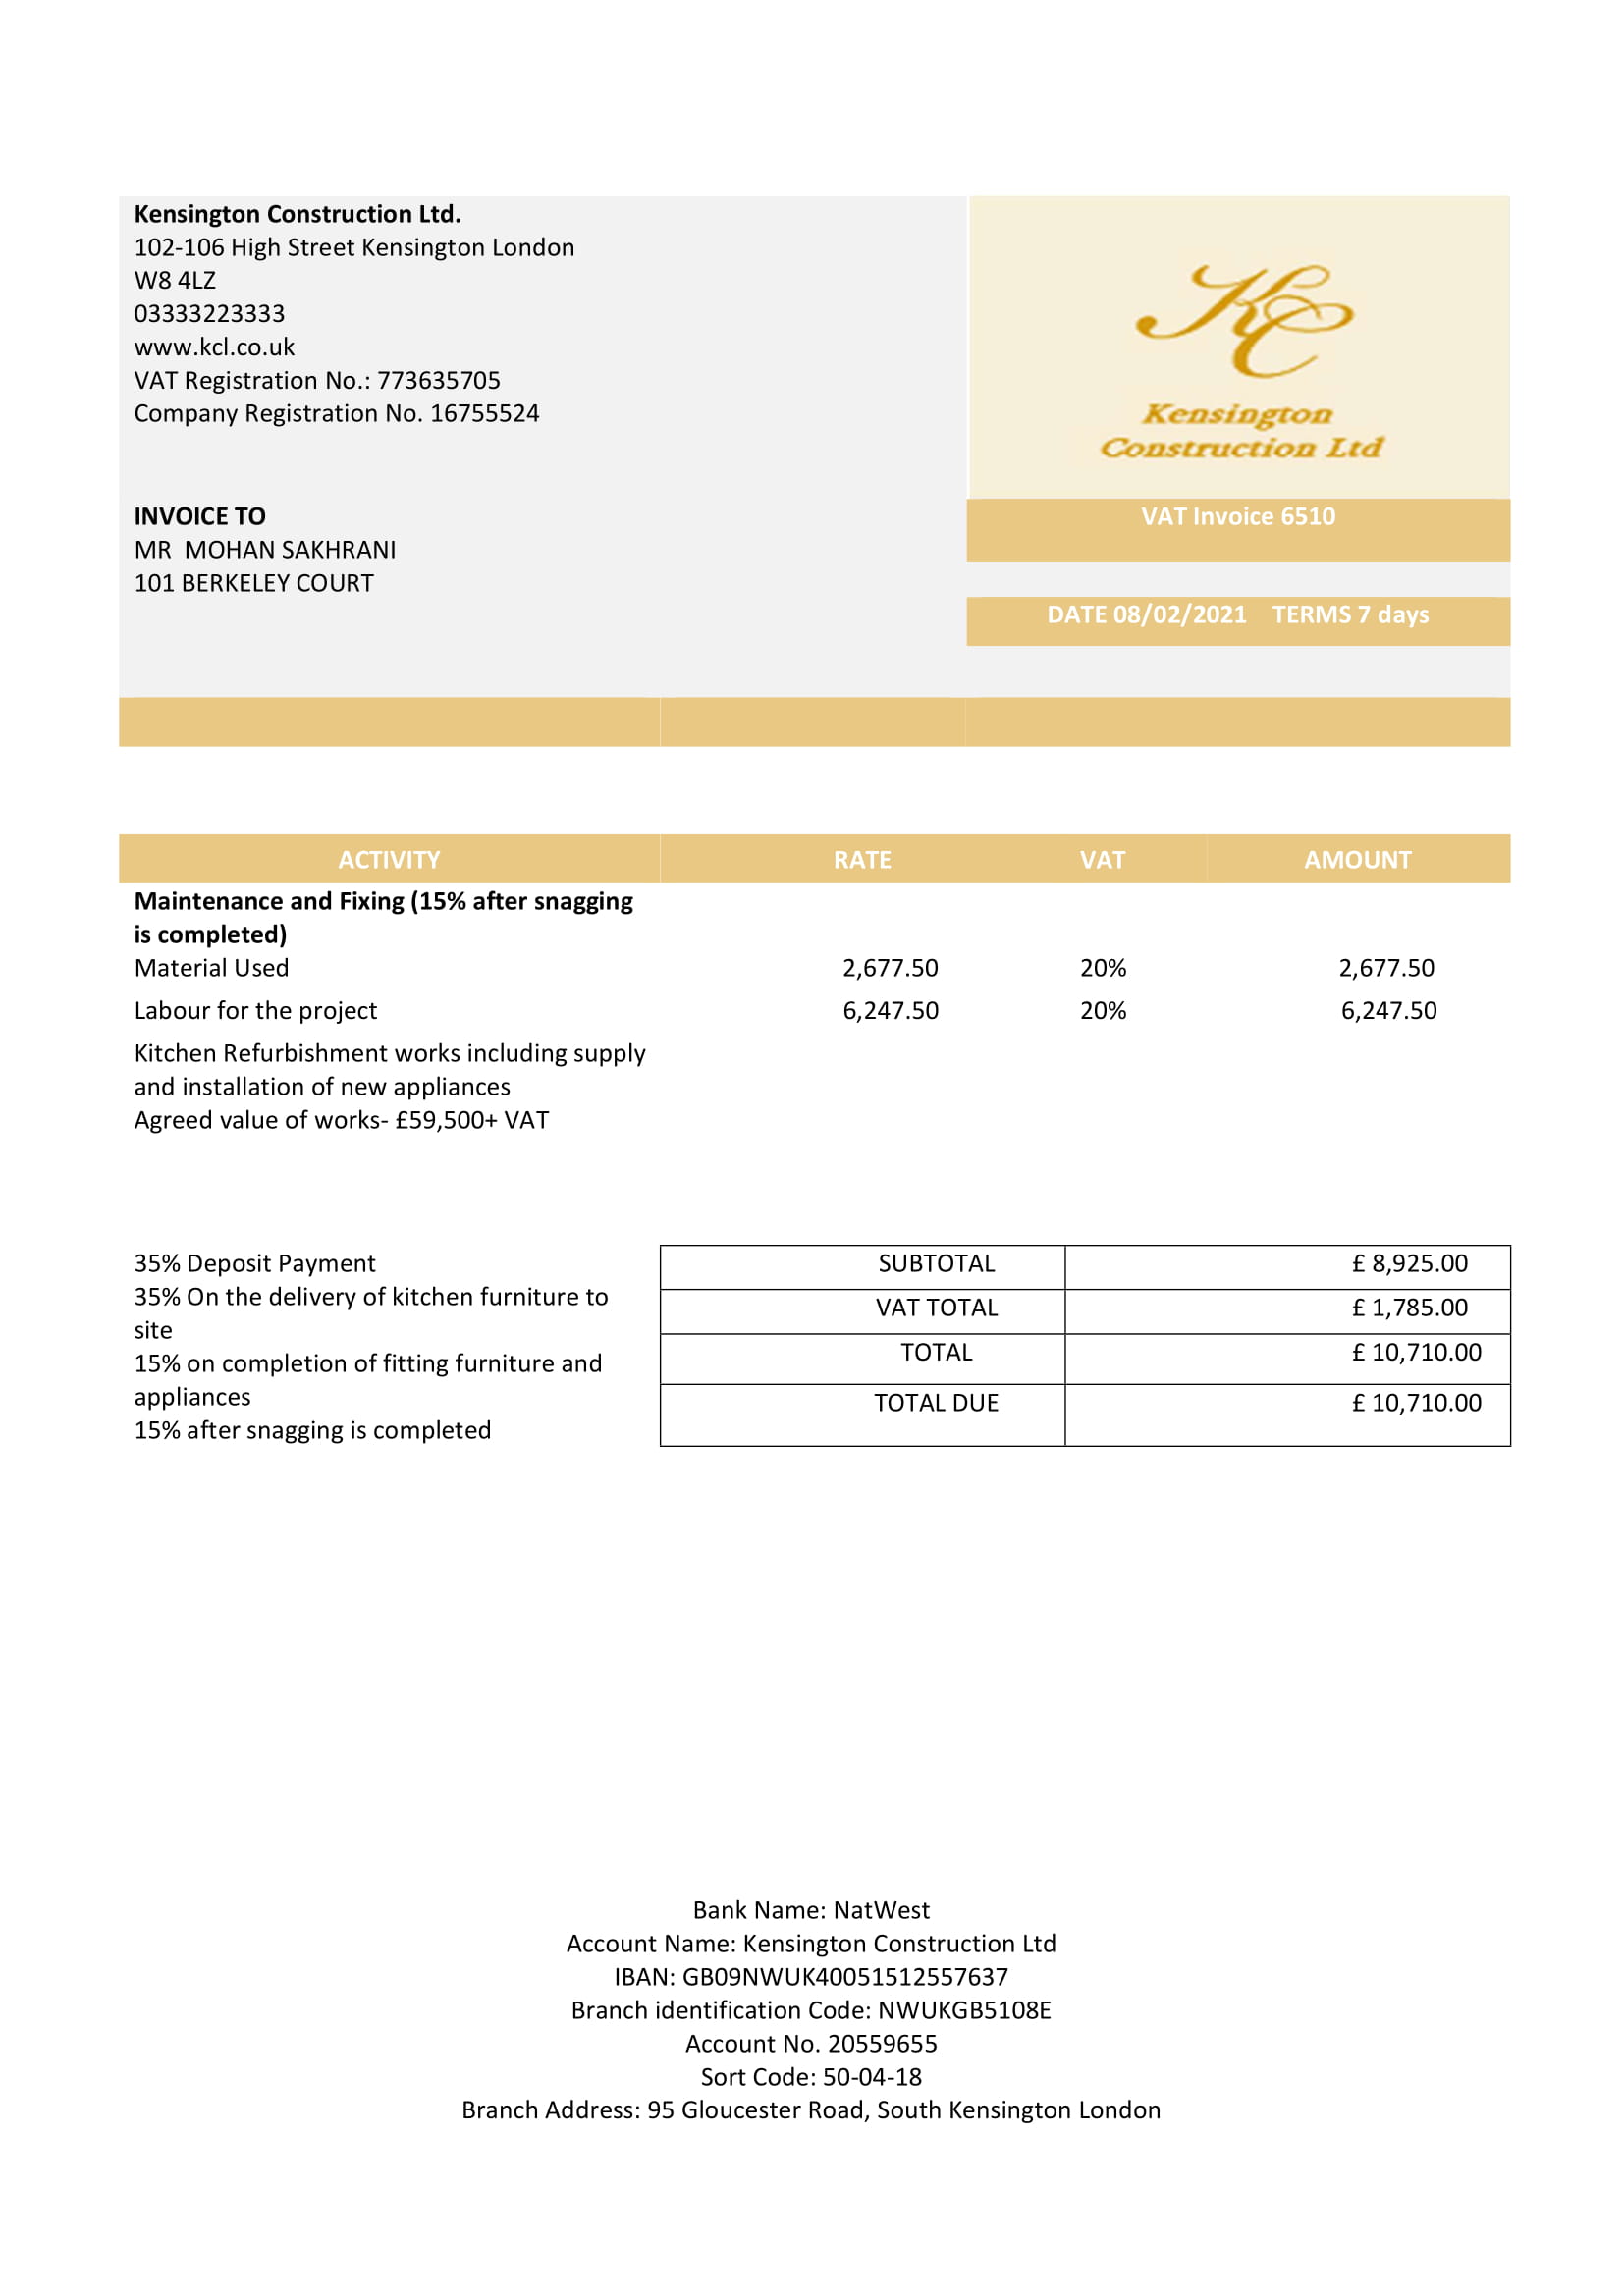 Kensington Construction Ltd.
102-106 High Street Kensington London
W8 4LZ
03333223333
www.kcl.co.uk
VAT Registration No.: 773635705
Company Registration No. 16755524
KC
Kensington
Construction Ltd
INVOICE TO
MR  MOHAN SAKHRANI
101 BERKELEY COURT
VAT Invoice 6510
DATE 08/02/2021    TERMS 7 days
ACTIVITY RATE VAT AMOUNT
Maintenance and Fixing (15% after snagging
is completed)
Material Used 2,677.50 20% 2,677.50
Labour for the project 6,247.50 20% 6,247.50
Kitchen Refurbishment works including supply
and installation of new appliances
Agreed value of works- £59,500+ VAT
35% Deposit Payment
35% On the delivery of kitchen furniture to
site
15% on completion of fitting furniture and
appliances
15% after snagging is completed
SUBTOTAL £ 8,925.00
VAT TOTAL £ 1,785.00
TOTAL £ 10,710.00
TOTAL DUE £ 10,710.00
Bank Name: NatWest
Account Name: Kensington Construction Ltd
IBAN: GB09NWUK40051512557637
Branch identification Code: NWUKGB5108E
Account No. 20559655
Sort Code: 50-04-18
Branch Address: 95 Gloucester Road, South Kensington London